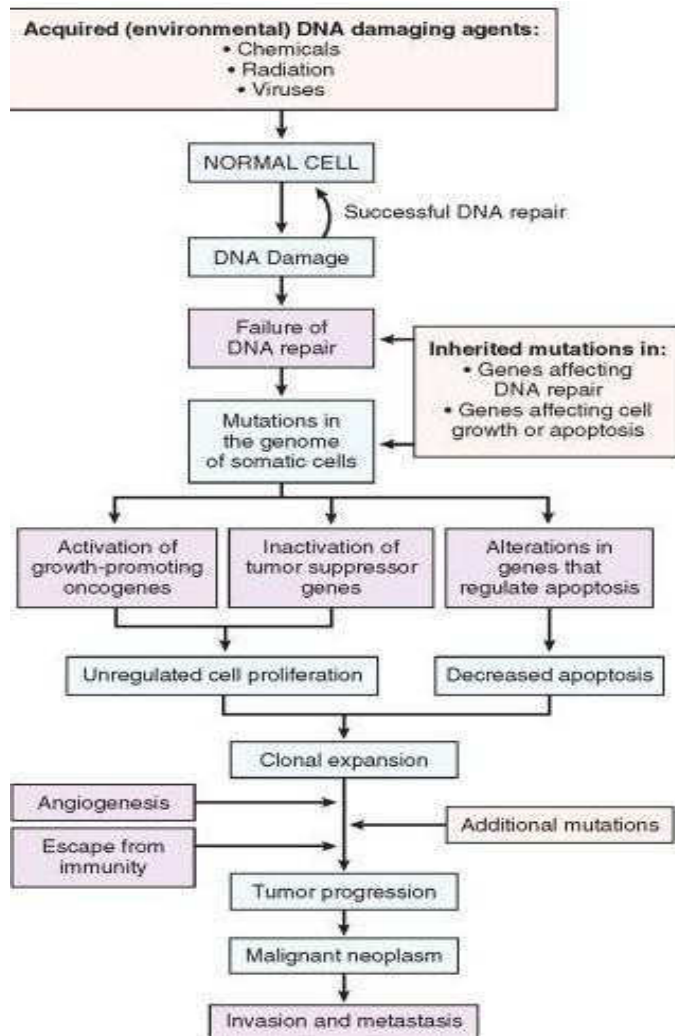 Acquired (environmental) DNA damaging agents:
• Chemicals
• Radiation
• Viruses
NORMAL CELL
Successful DNA repair
DNA Damage
Failure of
DNA repair
Inherited mutations in:
• Genes affecting
DNA repair
• Genes affecting cell
growth or apoptosis
Mutations in
the genome
of somatic cells
Activation of
growth-promoting
oncogenes
Inactivation of
tumor suppressor
genes
Alterations in
genes that
regulate apoptosis
Unregulated cell proliferation
Decreased apoptosis
Clonal expansion
Angiogenesis
Additional mutations
Escape from
immunity
Tumor progression
Malignant neoplasm
Invasion and metastasis